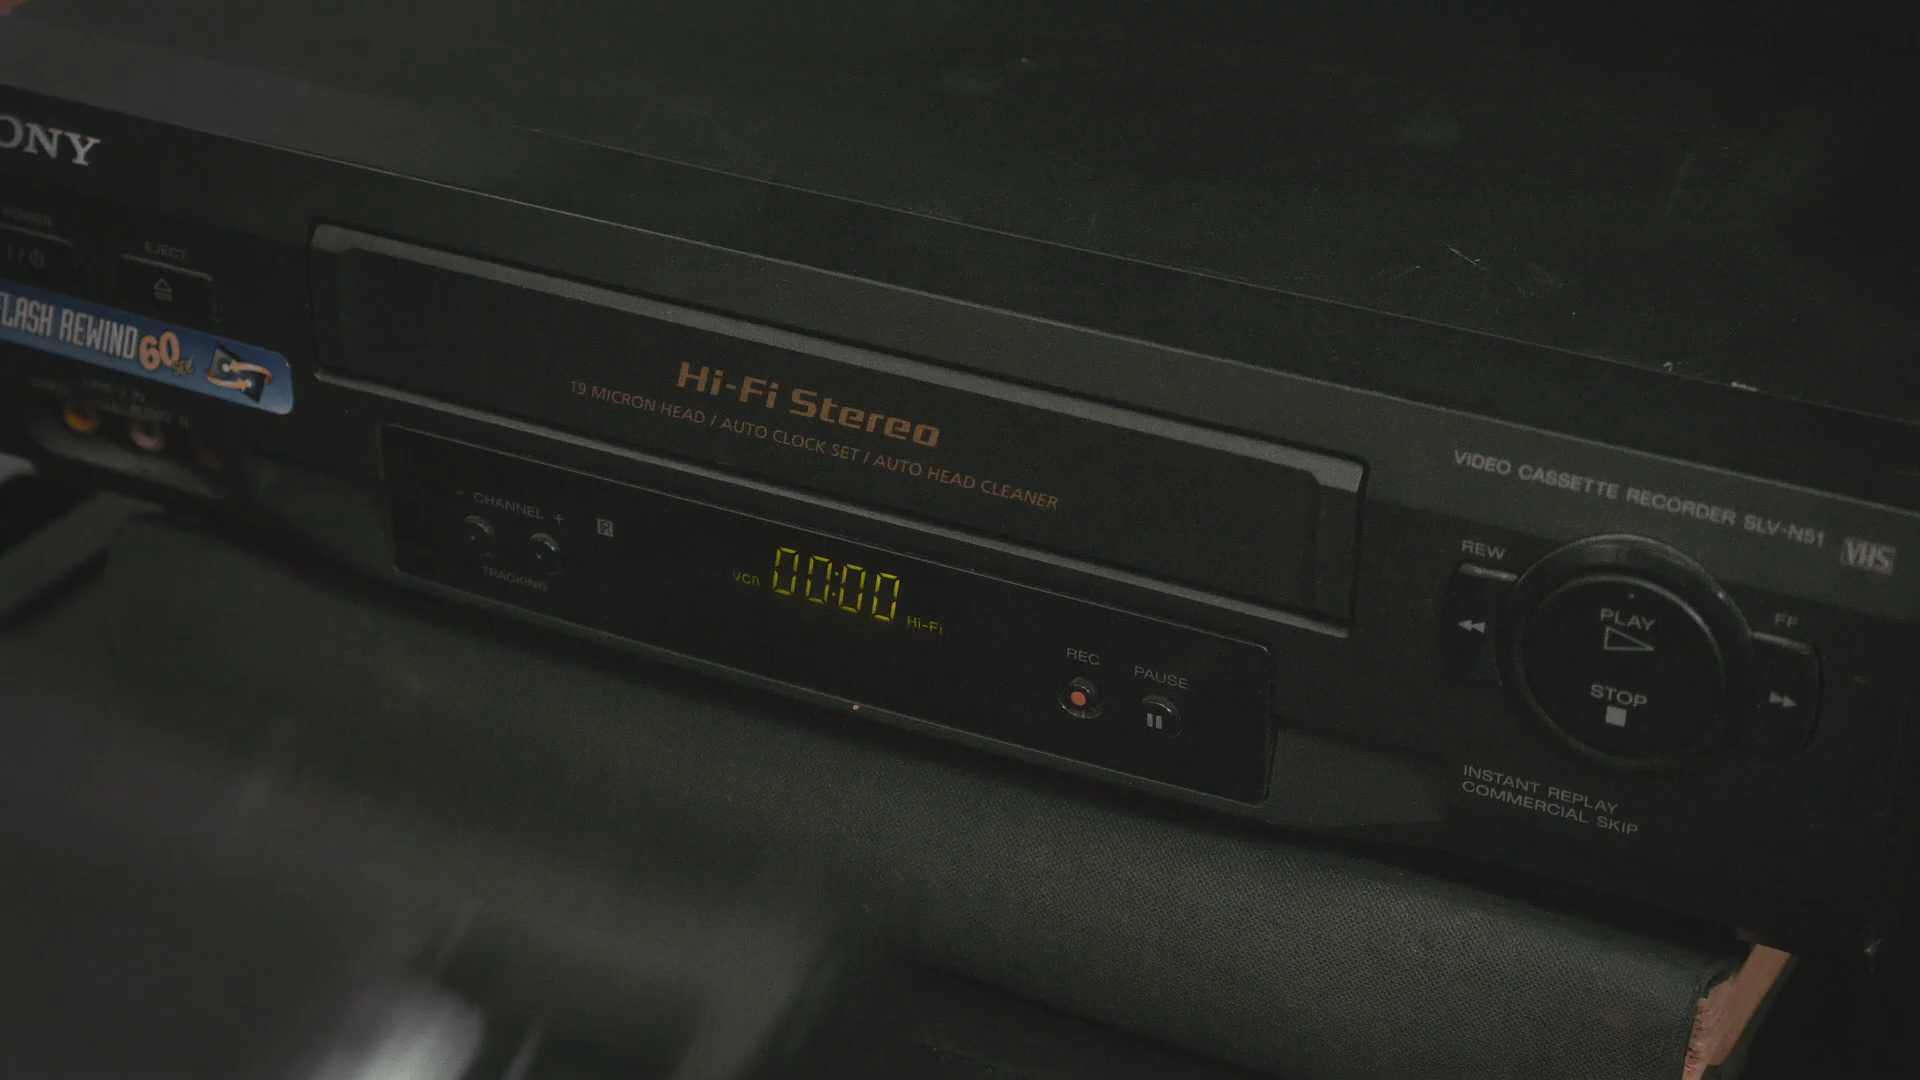 ONY
POWER
EJECT
FLASH REWIND 60
Hi-Fi Stereo
19 MICRON HEAD / AUTO CLOCK SET / AUTO HEAD CLEANER
- CHANNEL +
TRACKING
VCR 00:00 Hi-Fi
REC
PAUSE
VIDEO CASSETTE RECORDER SLV-N51 VHS
REW
PLAY
FF
STOP
INSTANT REPLAY
COMMERCIAL SKIP